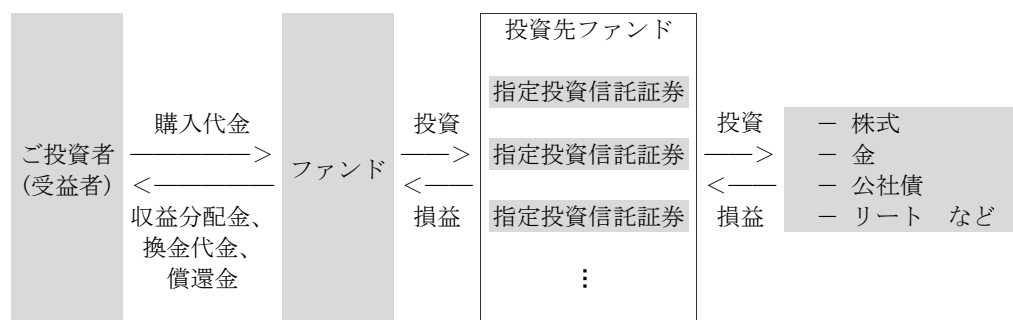 投資先ファンド
指定投資信託証券
購入代金
投資
投資
－ 株式
ご投資者
―――――>
ファンド
――>
指定投資信託証券
――>
－ 金
(受益者)
<―――――
<――
<――
－ 公社債
収益分配金、
損益
指定投資信託証券
損益
－ リート など
換金代金、
償還金
⋮